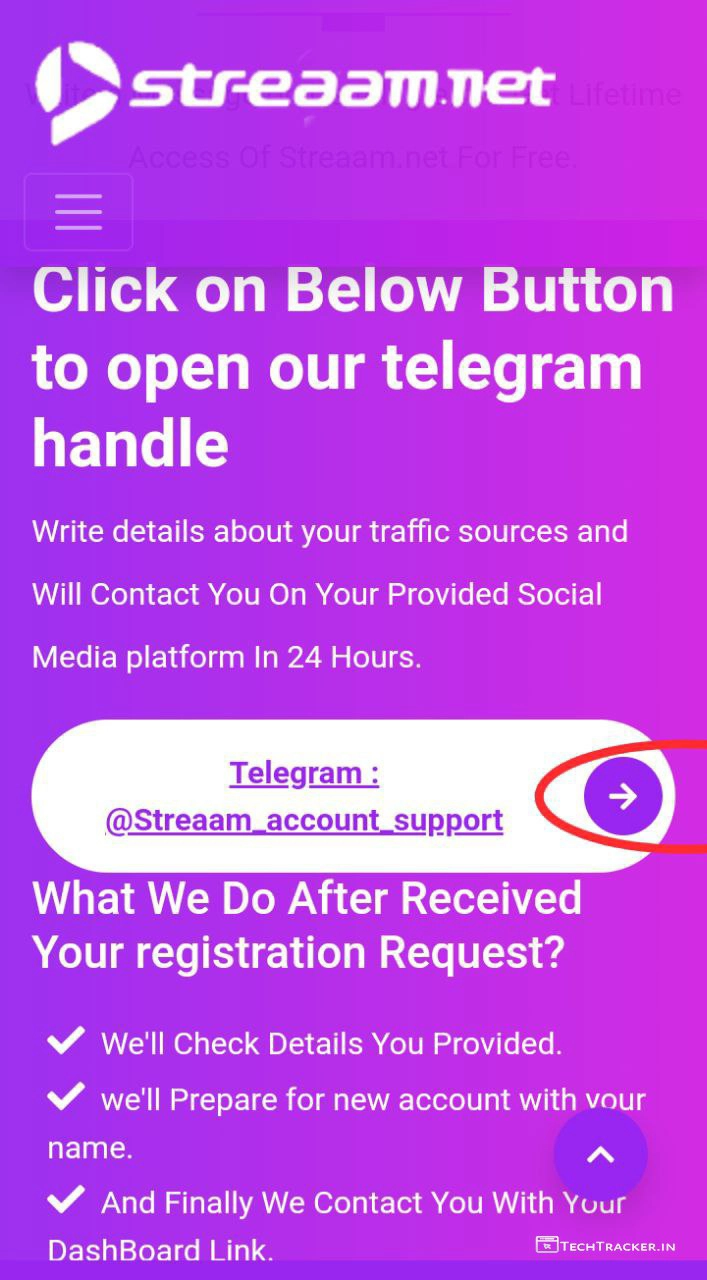 streaam.net
t Lifetime
Access Of Streaam.net For Free.
Click on Below Button
to open our telegram
handle
Write details about your traffic sources and
Will Contact You On Your Provided Social
Media platform In 24 Hours.
Telegram :
@Streaam_account_support
What We Do After Received
Your registration Request?
We'll Check Details You Provided.
we'll Prepare for new account with your
name.
And Finally We Contact You With Your
DashBoard Link.
TechTracker.in